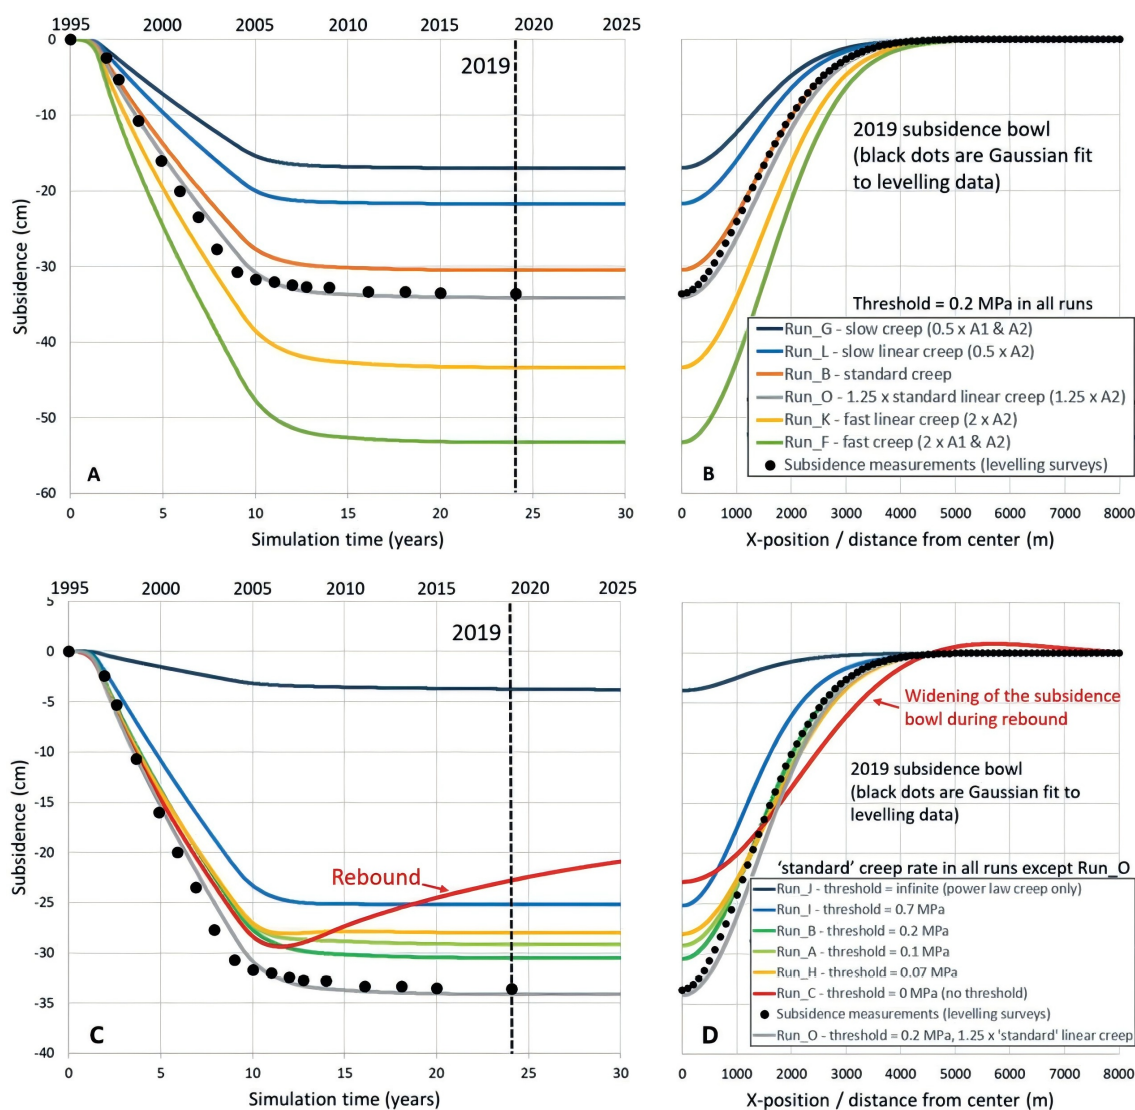 1995 2000 2005 2010 2015 2020 2025
0
-10
-20
-30
-40
-50
-60
Subsidence (cm)
2019
A
0 5 10 15 20 25 30
Simulation time (years)
2019 subsidence bowl
(black dots are Gaussian fit
to levelling data)
Threshold = 0.2 MPa in all runs
Run_G - slow creep (0.5 x A1 & A2)
Run_L - slow linear creep (0.5 x A2)
Run_B - standard creep
Run_O - 1.25 x standard linear creep (1.25 x A2)
Run_K - fast linear creep (2 x A2)
Run_F - fast creep (2 x A1 & A2)
Subsidence measurements (levelling surveys)
B
0 1000 2000 3000 4000 5000 6000 7000 8000
X-position / distance from center (m)
1995 2000 2005 2010 2015 2020 2025
5
0
-5
-10
-15
-20
-25
-30
-35
-40
Subsidence (cm)
2019
Rebound
C
0 5 10 15 20 25 30
Simulation time (years)
Widening of the subsidence
bowl during rebound
2019 subsidence bowl
(black dots are Gaussian fit to
levelling data)
'standard' creep rate in all runs except Run_O
Run_J - threshold = infinite (power law creep only)
Run_I - threshold = 0.7 MPa
Run_B - threshold = 0.2 MPa
Run_A - threshold = 0.1 MPa
Run_H - threshold = 0.07 MPa
Run_C - threshold = 0 MPa (no threshold)
Subsidence measurements (levelling surveys)
Run_O - threshold = 0.2 MPa, 1.25 x 'standard' linear creep
D
0 1000 2000 3000 4000 5000 6000 7000 8000
X-position / distance from center (m)